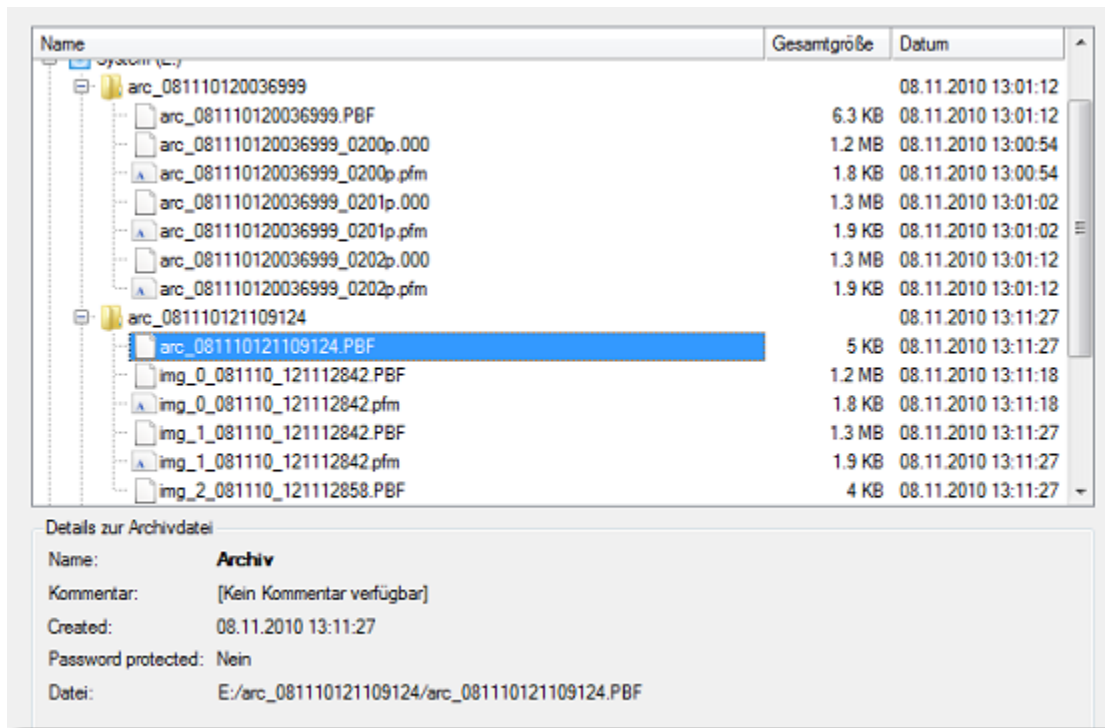 Name Gesamtgröße Datum
System (E:)
arc_081110120036999 08.11.2010 13:01:12
arc_081110120036999.PBF 6.3 KB 08.11.2010 13:01:12
arc_081110120036999_0200p.000 1.2 MB 08.11.2010 13:00:54
arc_081110120036999_0200p.pfm 1.8 KB 08.11.2010 13:00:54
arc_081110120036999_0201p.000 1.3 MB 08.11.2010 13:01:02
arc_081110120036999_0201p.pfm 1.9 KB 08.11.2010 13:01:02
arc_081110120036999_0202p.000 1.3 MB 08.11.2010 13:01:12
arc_081110120036999_0202p.pfm 1.9 KB 08.11.2010 13:01:12
arc_081110121109124 08.11.2010 13:11:27
arc_081110121109124.PBF 5 KB 08.11.2010 13:11:27
img_0_081110_121112842.PBF 1.2 MB 08.11.2010 13:11:18
img_0_081110_121112842.pfm 1.8 KB 08.11.2010 13:11:18
img_1_081110_121112842.PBF 1.3 MB 08.11.2010 13:11:27
img_1_081110_121112842.pfm 1.9 KB 08.11.2010 13:11:27
img_2_081110_121112858.PBF 4 KB 08.11.2010 13:11:27
Details zur Archivdatei
Name: Archiv
Kommentar: [Kein Kommentar verfügbar]
Created: 08.11.2010 13:11:27
Password protected: Nein
Datei: E:/arc_081110121109124/arc_081110121109124.PBF